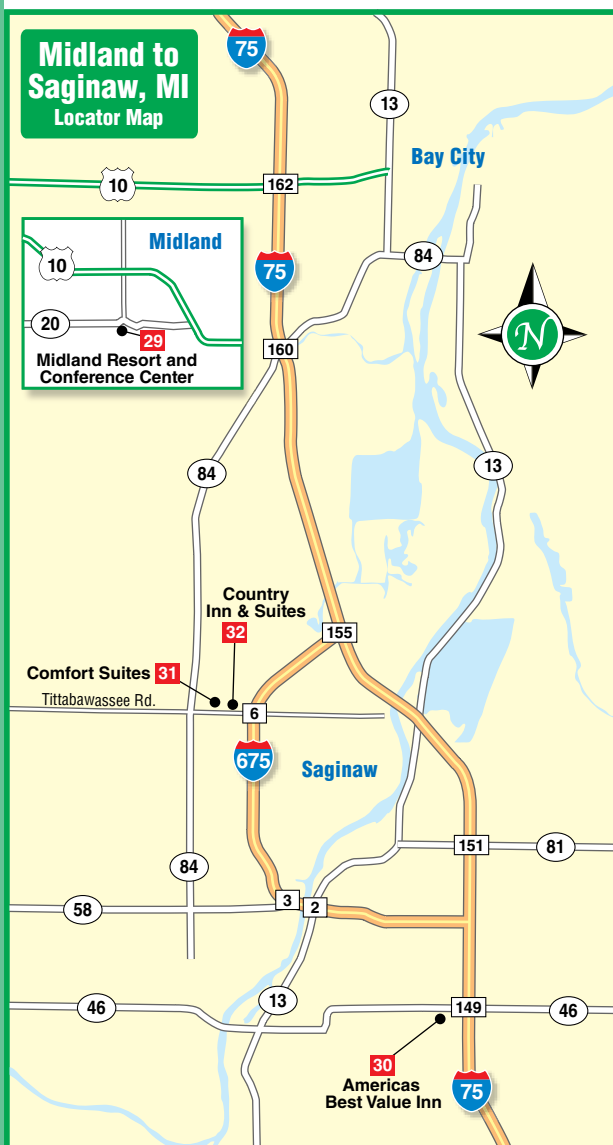 Midland to
Saginaw, MI
Locator Map
75
13
Bay City
10
162
84
Midland
10
20
29
Midland Resort and
Conference Center
75
N
160
84
13
Country
Inn & Suites
32
155
Comfort Suites 31
Tittabawassee Rd.
6
675
Saginaw
151
81
84
3
2
58
13
46
149
46
30
Americas
Best Value Inn
75